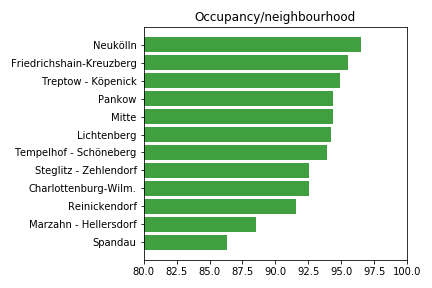 Occupancy/neighbourhood
Neukölln
Friedrichshain-Kreuzberg
Treptow - Köpenick
Pankow
Mitte
Lichtenberg
Tempelhof - Schöneberg
Steglitz - Zehlendorf
Charlottenburg-Wilm.
Reinickendorf
Marzahn - Hellersdorf
Spandau
80.0 82.5 85.0 87.5 90.0 92.5 95.0 97.5 100.0